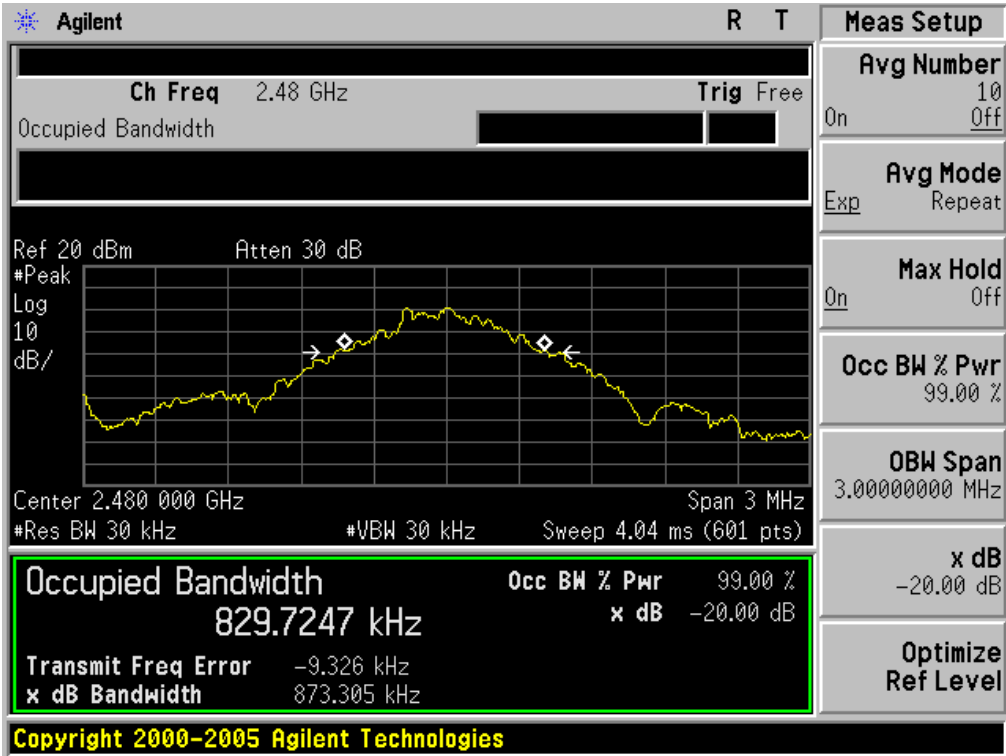 Agilent R T
Ch Freq 2.48 GHz Trig Free
Occupied Bandwidth
Ref 20 dBm Atten 30 dB
#Peak
Log
10
dB/
Center 2.480 000 GHz Span 3 MHz
#Res BW 30 kHz #VBW 30 kHz Sweep 4.04 ms (601 pts)
Occupied Bandwidth Occ BW % Pwr 99.00 %
829.7247 kHz x dB -20.00 dB
Transmit Freq Error -9.326 kHz
x dB Bandwidth 873.305 kHz
Copyright 2000-2005 Agilent Technologies
Meas Setup
Avg Number
10
On Off
Avg Mode
Exp Repeat
Max Hold
On Off
Occ BW % Pwr
99.00 %
OBW Span
3.00000000 MHz
x dB
-20.00 dB
Optimize
Ref Level